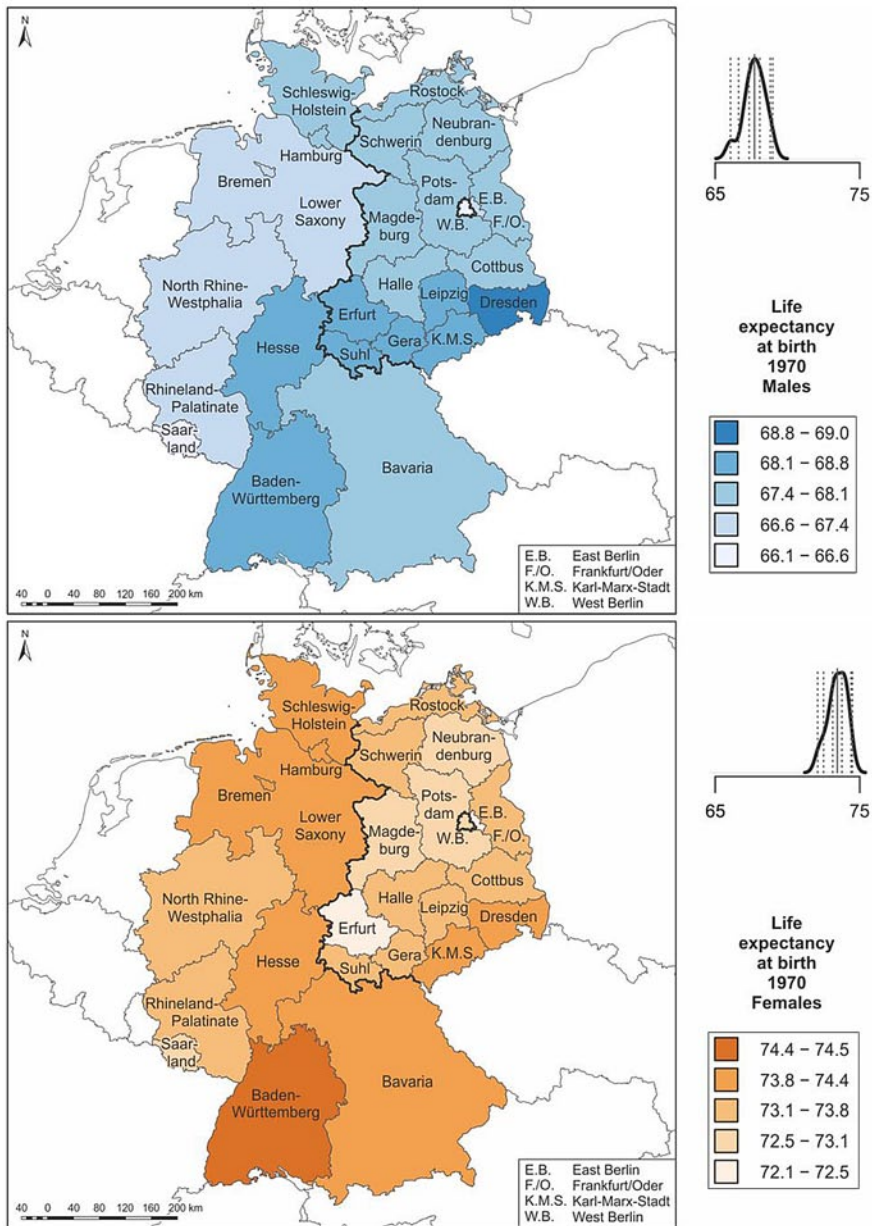 N
Schleswig-
Holstein
Rostock
Hamburg
Schwerin
Neubran-
denburg
Bremen
Lower
Saxony
Pots-
dam
E.B.
W.B.
F./O.
Magde-
burg
North Rhine-
Westphalia
Cottbus
Halle
Leipzig
Dresden
Erfurt
Hesse
Gera
K.M.S.
Suhl
Rhineland-
Palatinate
Saar-
land
Baden-
Württemberg
Bavaria
E.B. East Berlin
F./O. Frankfurt/Oder
K.M.S. Karl-Marx-Stadt
W.B. West Berlin
40 0 40 80 120 160 200 km
65 75
Life
expectancy
at birth
1970
Males
68.8 – 69.0
68.1 – 68.8
67.4 – 68.1
66.6 – 67.4
66.1 – 66.6
N
Schleswig-
Holstein
Rostock
Hamburg
Schwerin
Neubran-
denburg
Bremen
Lower
Saxony
Pots-
dam
E.B.
W.B.
F./O.
Magde-
burg
North Rhine-
Westphalia
Cottbus
Halle
Leipzig
Dresden
Erfurt
Hesse
Gera
K.M.S.
Suhl
Rhineland-
Palatinate
Saar-
land
Baden-
Württemberg
Bavaria
E.B. East Berlin
F./O. Frankfurt/Oder
K.M.S. Karl-Marx-Stadt
W.B. West Berlin
40 0 40 80 120 160 200 km
65 75
Life
expectancy
at birth
1970
Females
74.4 – 74.5
73.8 – 74.4
73.1 – 73.8
72.5 – 73.1
72.1 – 72.5